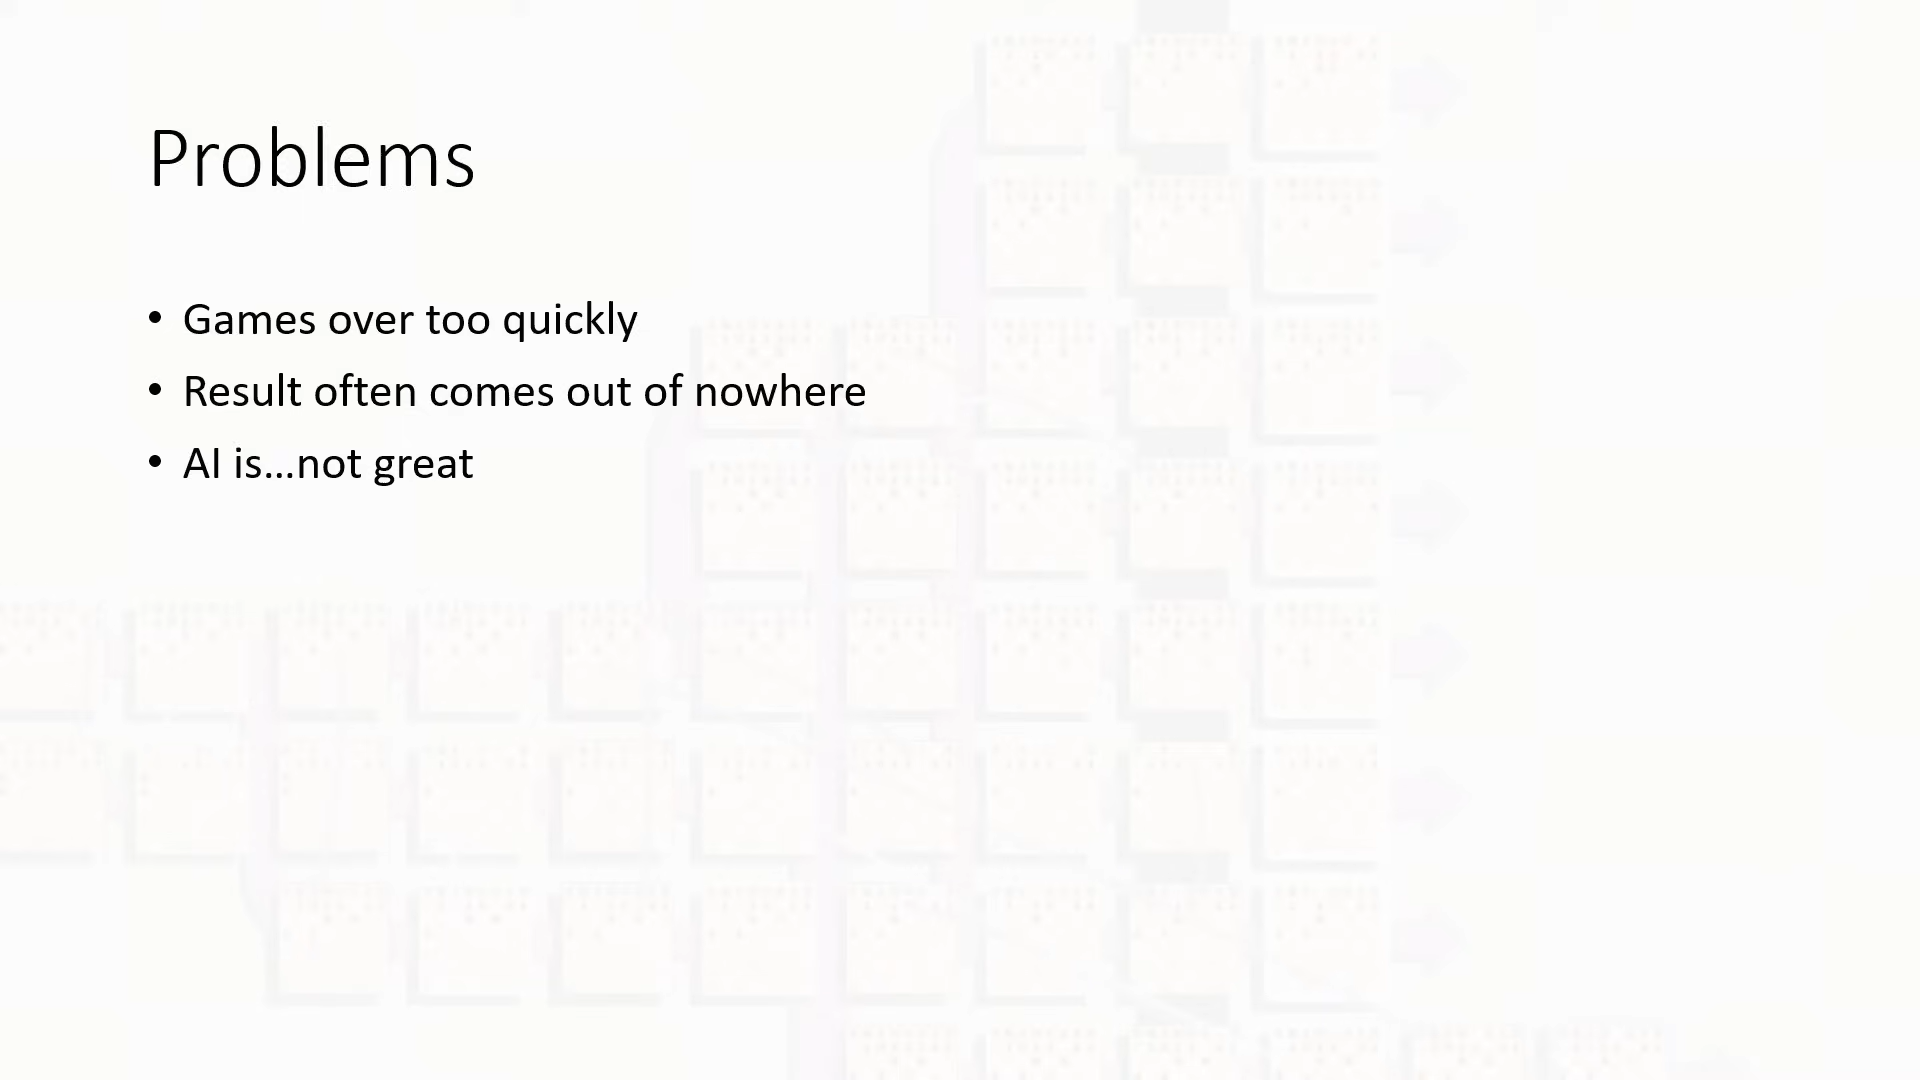 Problems
• Games over too quickly
• Result often comes out of nowhere
• AI is...not great